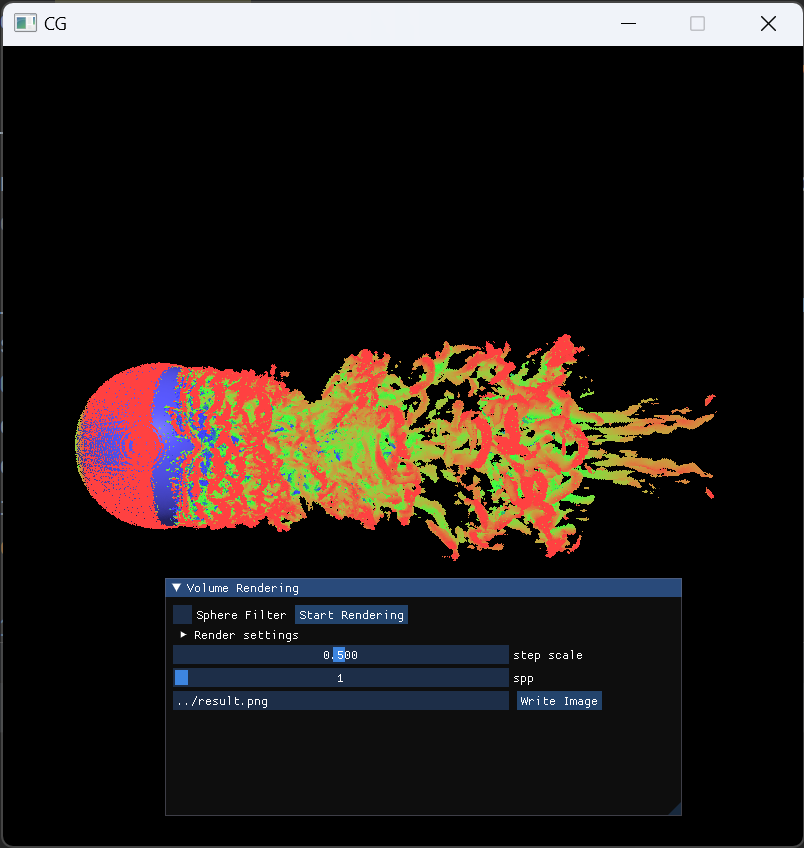 CG
Volume Rendering
Sphere Filter Start Rendering
Render settings
0.500 step scale
1 spp
../result.png Write Image